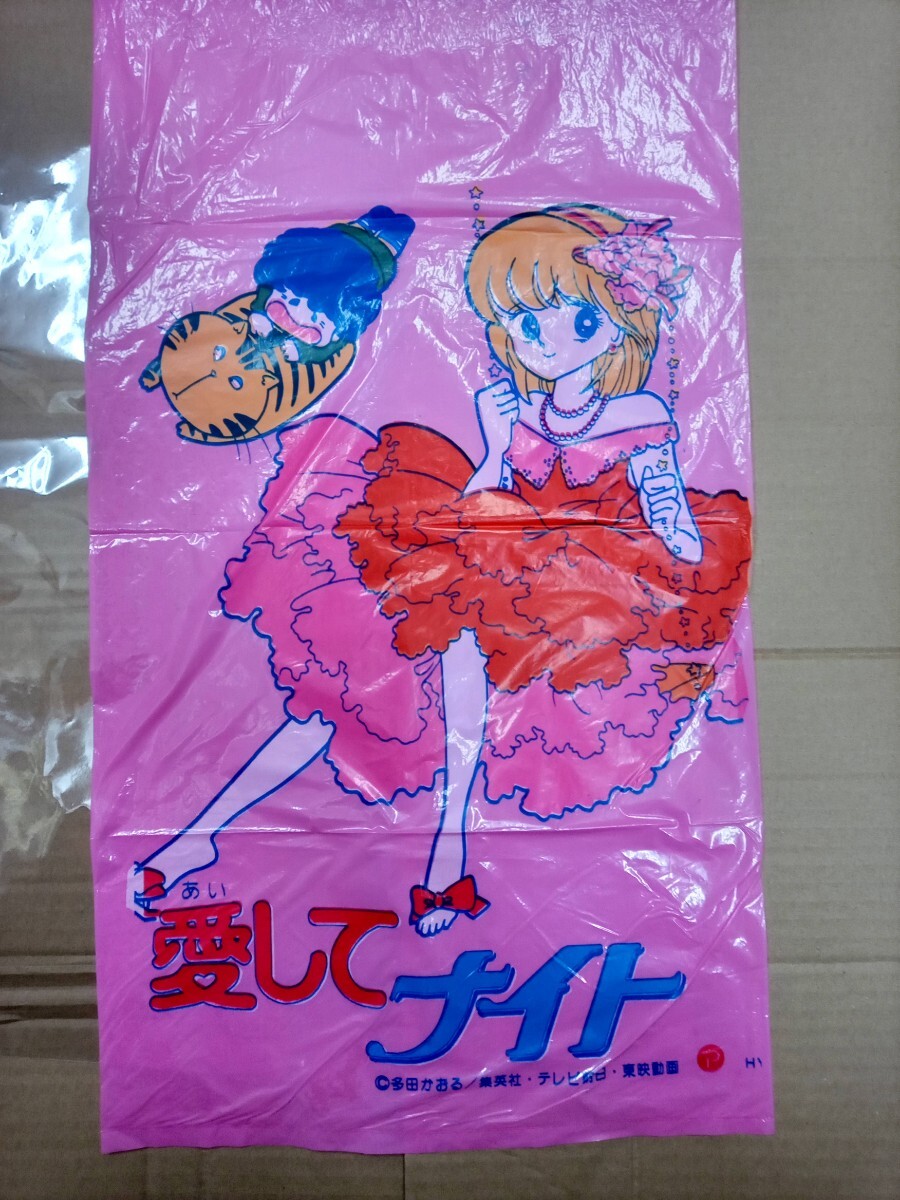 あい
愛して
ナイト
©多田かおる／集英社・テレビ朝日・東映動画